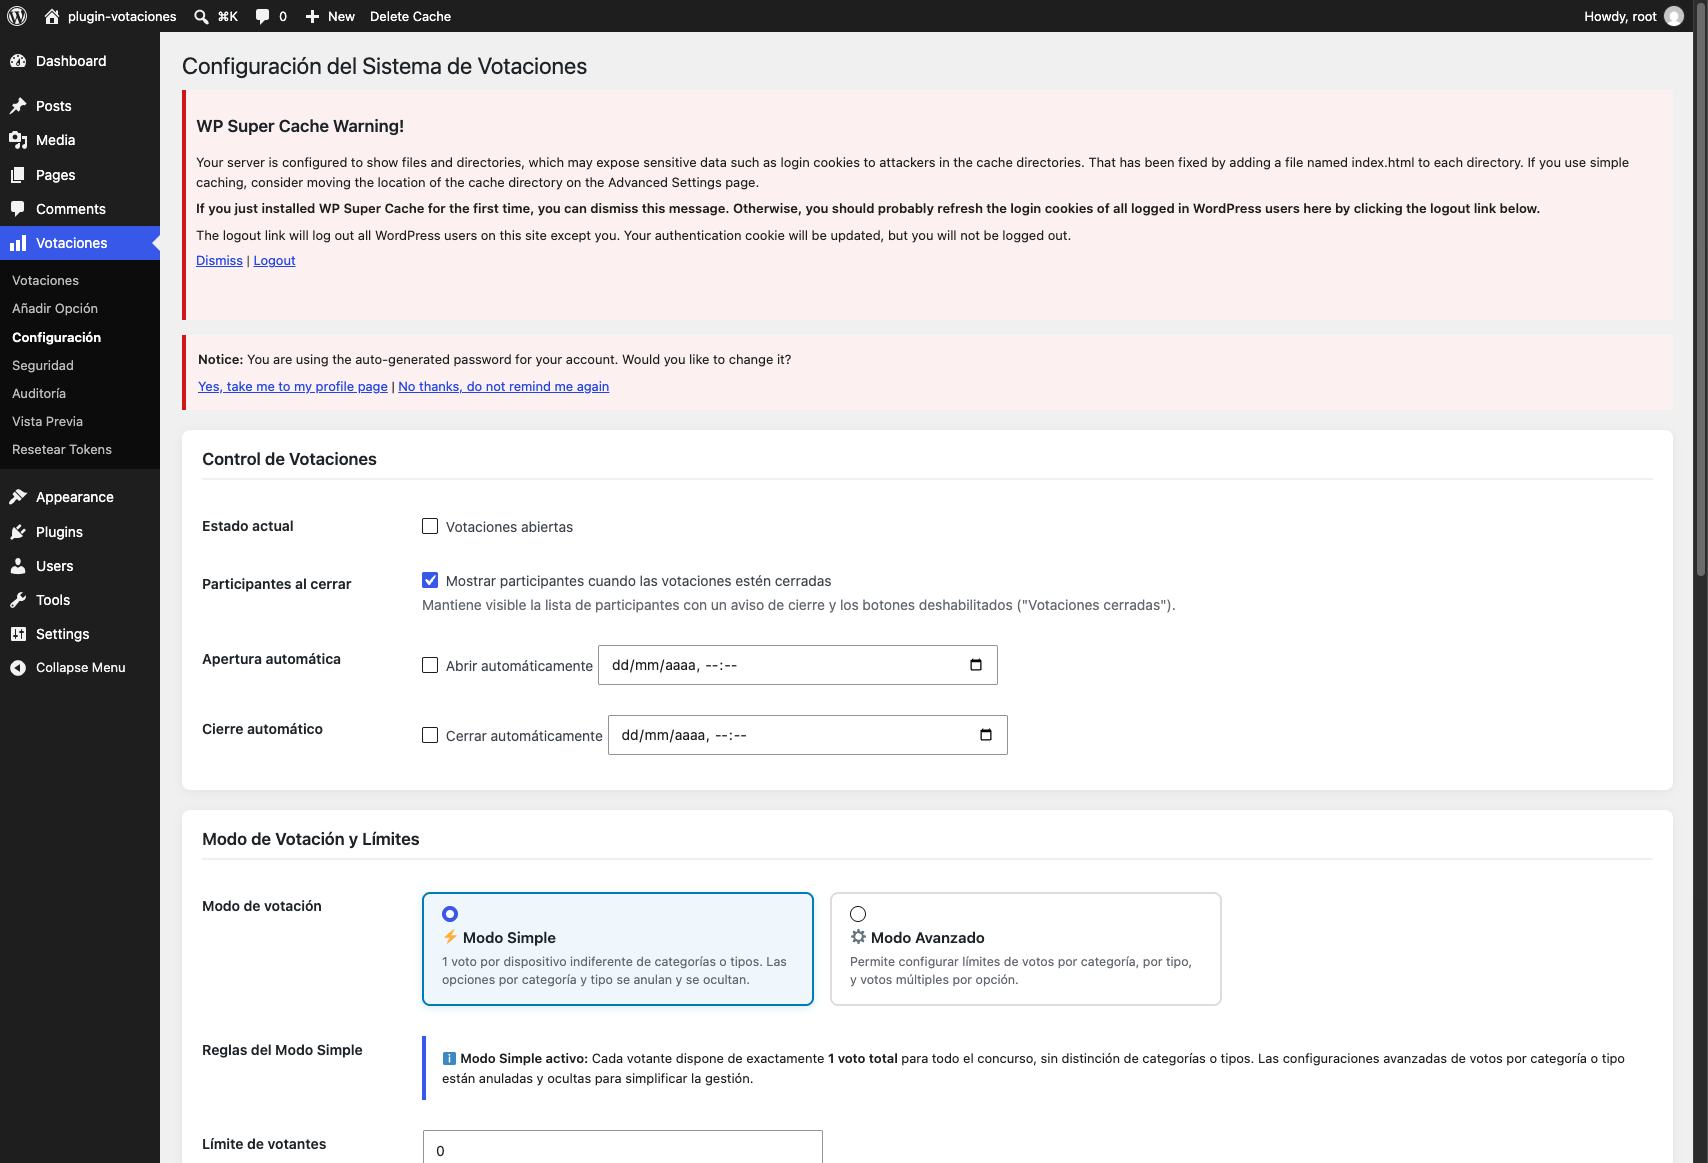 plugin-votaciones ⌘K 0 New Delete Cache Howdy, root
Dashboard
Posts
Media
Pages
Comments
Votaciones
Votaciones
Añadir Opción
Configuración
Seguridad
Auditoría
Vista Previa
Resetear Tokens
Appearance
Plugins
Users
Tools
Settings
Collapse Menu
Configuración del Sistema de Votaciones
WP Super Cache Warning!
Your server is configured to show files and directories, which may expose sensitive data such as login cookies to attackers in the cache directories. That has been fixed by adding a file named index.html to each directory. If you use simple
caching, consider moving the location of the cache directory on the Advanced Settings page.
If you just installed WP Super Cache for the first time, you can dismiss this message. Otherwise, you should probably refresh the login cookies of all logged in WordPress users here by clicking the logout link below.
The logout link will log out all WordPress users on this site except you. Your authentication cookie will be updated, but you will not be logged out.
Dismiss | Logout
Notice: You are using the auto-generated password for your account. Would you like to change it?
Yes, take me to my profile page | No thanks, do not remind me again
Control de Votaciones
Estado actual
Votaciones abiertas
Participantes al cerrar
Mostrar participantes cuando las votaciones estén cerradas
Mantiene visible la lista de participantes con un aviso de cierre y los botones deshabilitados ("Votaciones cerradas").
Apertura automática
Abrir automáticamente dd/mm/aaaa, --:--
Cierre automático
Cerrar automáticamente dd/mm/aaaa, --:--
Modo de Votación y Límites
Modo de votación
⚡ Modo Simple
1 voto por dispositivo indiferente de categorías o tipos. Las
opciones por categoría y tipo se anulan y se ocultan.
⚙ Modo Avanzado
Permite configurar límites de votos por categoría, por tipo,
y votos múltiples por opción.
Reglas del Modo Simple
ℹ Modo Simple activo: Cada votante dispone de exactamente 1 voto total para todo el concurso, sin distinción de categorías o tipos. Las configuraciones avanzadas de votos por categoría o tipo
están anuladas y ocultas para simplificar la gestión.
Límite de votantes
0